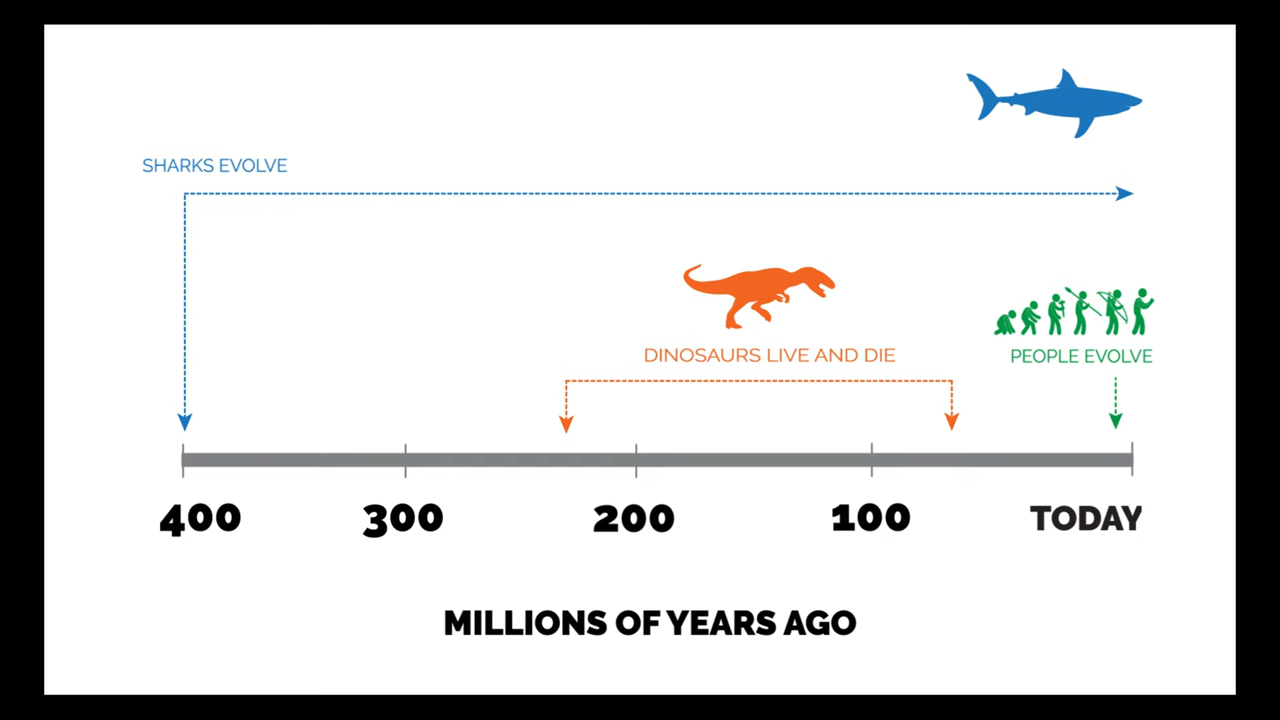 SHARKS EVOLVE
DINOSAURS LIVE AND DIE
PEOPLE EVOLVE
400
300
200
100
TODAY
MILLIONS OF YEARS AGO